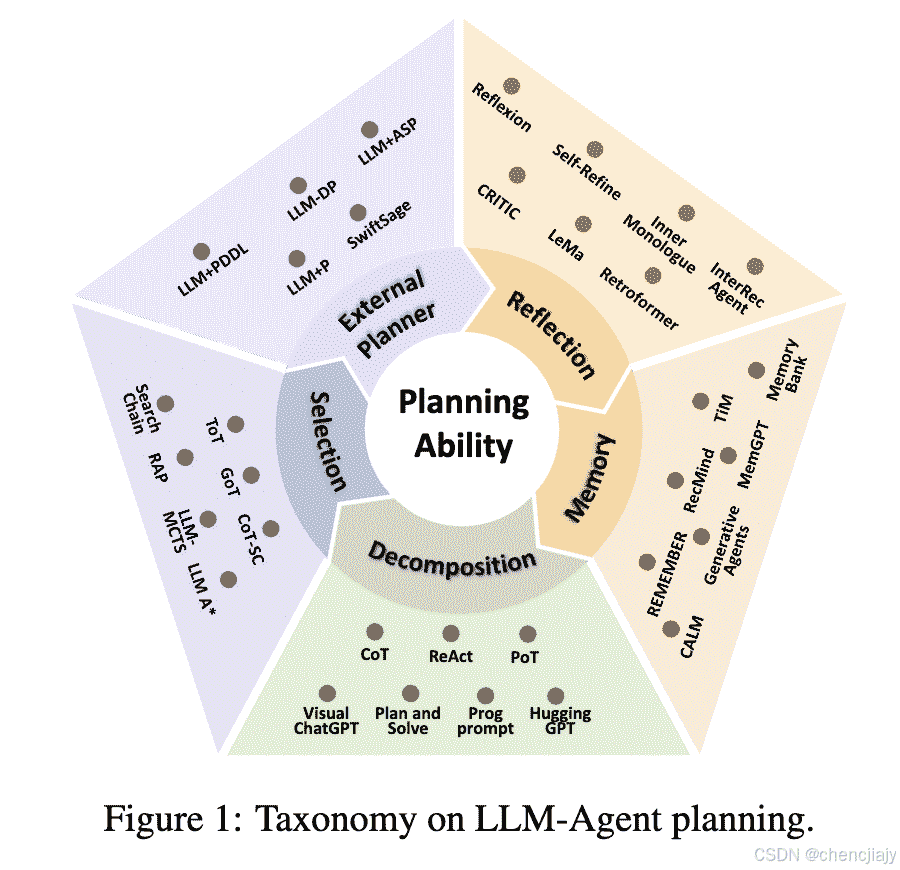 Planning
Ability
External
Planner
LLM+ASP
LLM-DP
SwiftSage
LLM+PDDL
LLM+P
Reflection
Reflexion
Self-Refine
CRITIC
Inner
Monologue
LeMa
InterRec
Agent
Retroformer
Memory
Memory
Bank
TiM
MemGPT
RecMind
Generative
Agents
REMEMBER
CALM
Decomposition
CoT
ReAct
PoT
Visual
ChatGPT
Plan and
Solve
Prog
prompt
Hugging
GPT
Selection
Search
Chain
ToT
RAP
GoT
LLM-
MCTS
CoT-SC
LLM A*
Figure 1: Taxonomy on LLM-Agent planning.
CSDN @chencjiajy